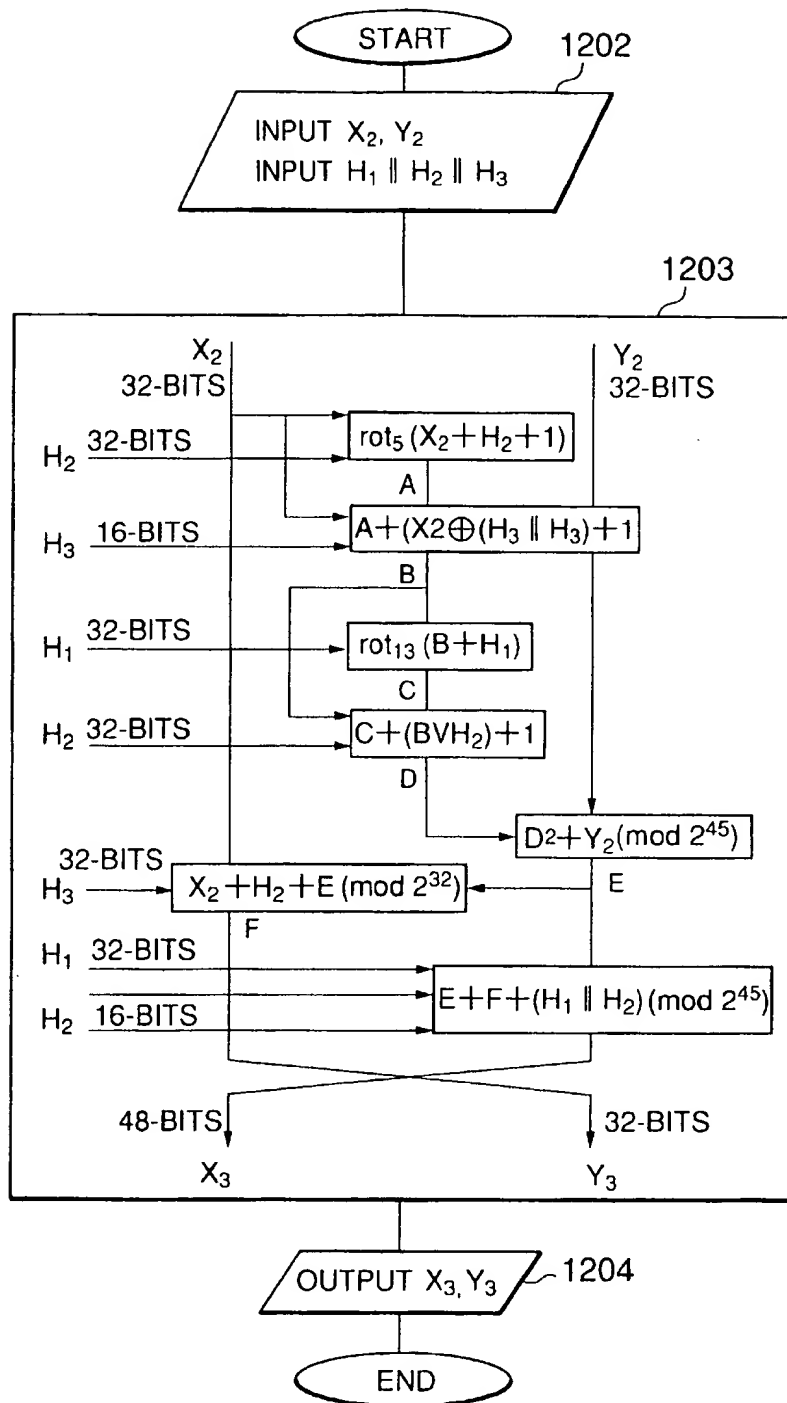 START
1202
INPUT X₂, Y₂
INPUT H₁ ‖ H₂ ‖ H₃
1203
X₂
32-BITS
Y₂
32-BITS
H₂ 32-BITS
rot₅ (X₂+H₂+1)
A
H₃ 16-BITS
A+(X2⊕(H₃ ‖ H₃)+1
B
H₁ 32-BITS
rot₁₃ (B+H₁)
C
H₂ 32-BITS
C+(BVH₂)+1
D
D²+Y₂(mod 2⁴⁵)
E
H₃ 32-BITS
X₂+H₂+E (mod 2³²)
F
H₁ 32-BITS
E+F+(H₁ ‖ H₂) (mod 2⁴⁵)
H₂ 16-BITS
48-BITS
32-BITS
X₃
Y₃
OUTPUT X₃, Y₃
1204
END